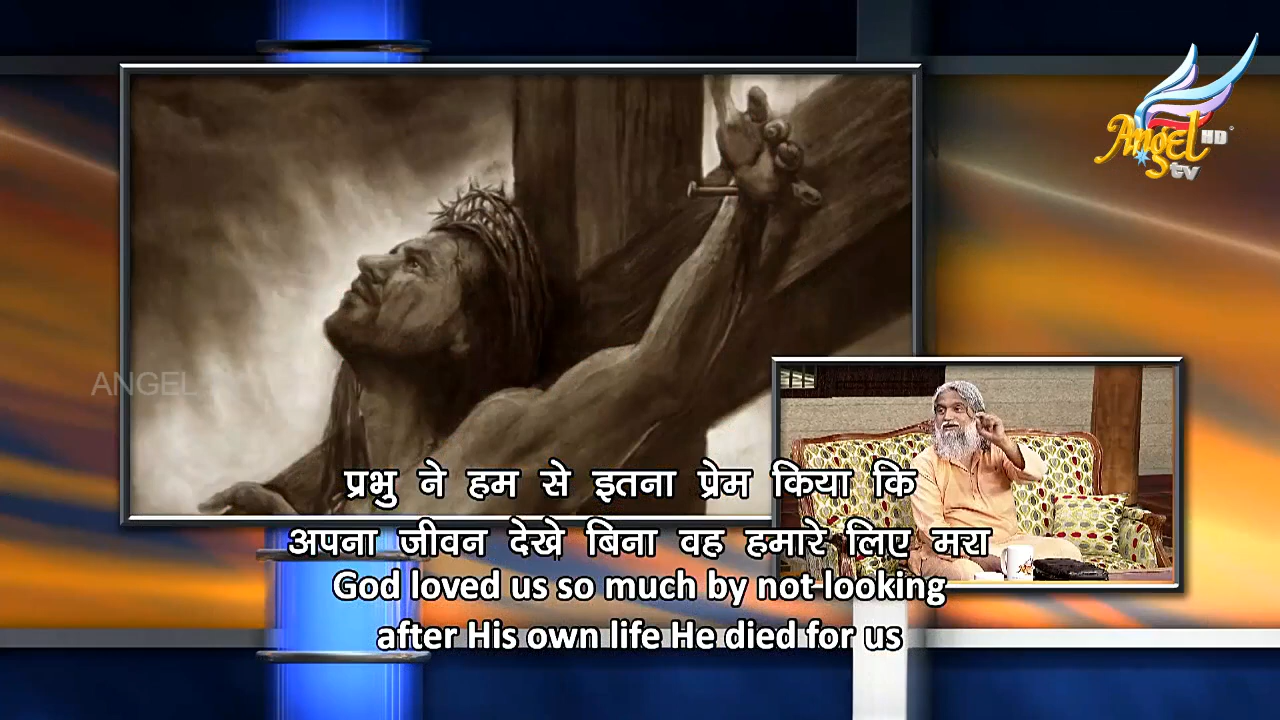 Angel HD
tv
ANGEL
प्रभु ने हम से इतना प्रेम किया कि
अपना जीवन देखे बिना वह हमारे लिए मरा
God loved us so much by not looking
after His own life He died for us